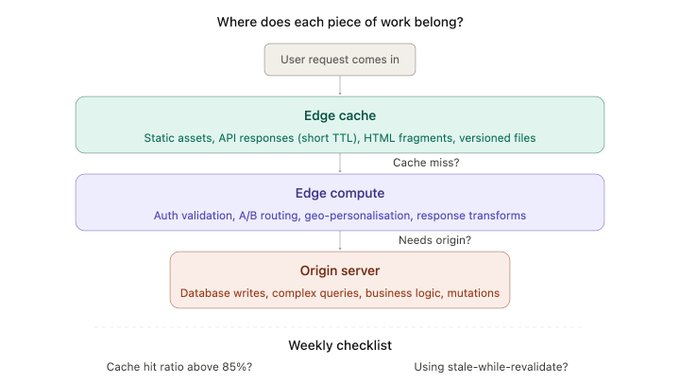 Where does each piece of work belong?
User request comes in
Edge cache
Static assets, API responses (short TTL), HTML fragments, versioned files
Cache miss?
Edge compute
Auth validation, A/B routing, geo-personalisation, response transforms
Needs origin?
Origin server
Database writes, complex queries, business logic, mutations
Weekly checklist
Cache hit ratio above 85%?
Using stale-while-revalidate?